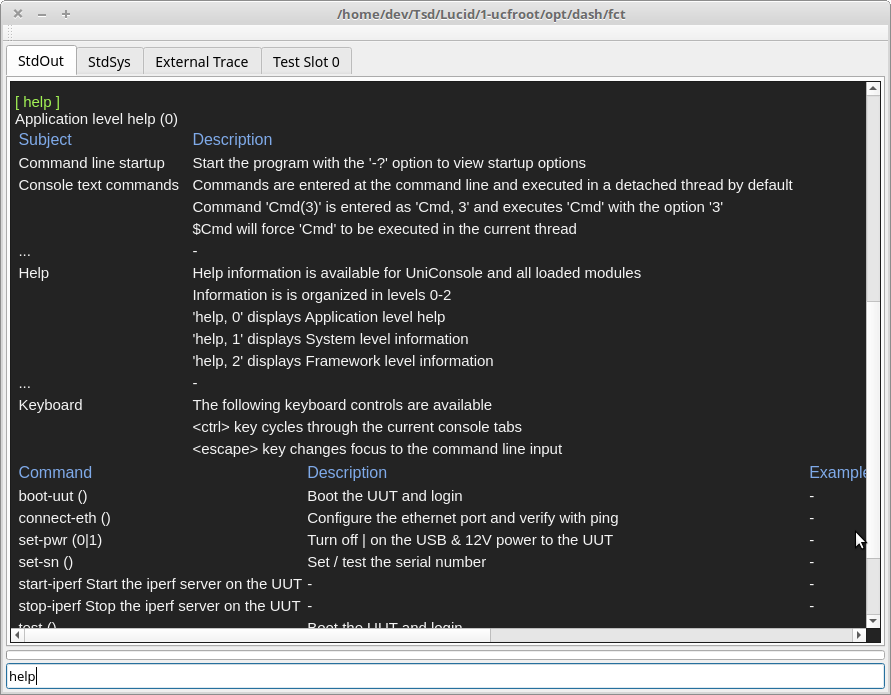 /home/dev/Tsd/Lucid/1-ucfroot/opt/dash/fct
StdOut StdSys External Trace Test Slot 0
[ help ]
Application level help (0)
Subject Description
Command line startup Start the program with the '-?' option to view startup options
Console text commands Commands are entered at the command line and executed in a detached thread by default
Command 'Cmd(3)' is entered as 'Cmd, 3' and executes 'Cmd' with the option '3'
$Cmd will force 'Cmd' to be executed in the current thread
... -
Help Help information is available for UniConsole and all loaded modules
Information is is organized in levels 0-2
'help, 0' displays Application level help
'help, 1' displays System level information
'help, 2' displays Framework level information
... -
Keyboard The following keyboard controls are available
<ctrl> key cycles through the current console tabs
<escape> key changes focus to the command line input
Command Description Example
boot-uut () Boot the UUT and login -
connect-eth () Configure the ethernet port and verify with ping -
set-pwr (0|1) Turn off | on the USB & 12V power to the UUT -
set-sn () Set / test the serial number -
start-iperf Start the iperf server on the UUT - -
stop-iperf Stop the iperf server on the UUT - -
test () Boot the UUT and login
help